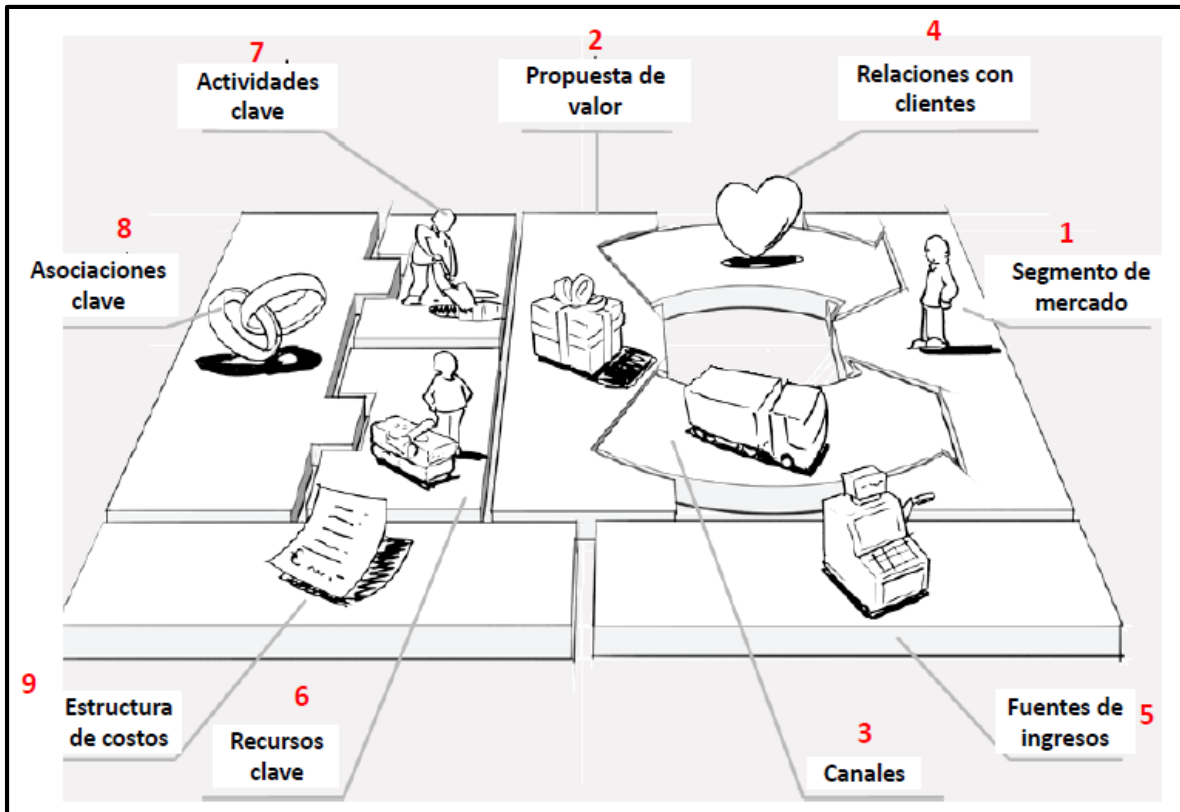 7
Actividades
clave
2
Propuesta de
valor
4
Relaciones con
clientes
8
Asociaciones
clave
1
Segmento de
mercado
9
Estructura
de costos
6
Recursos
clave
3
Canales
Fuentes de
ingresos
5